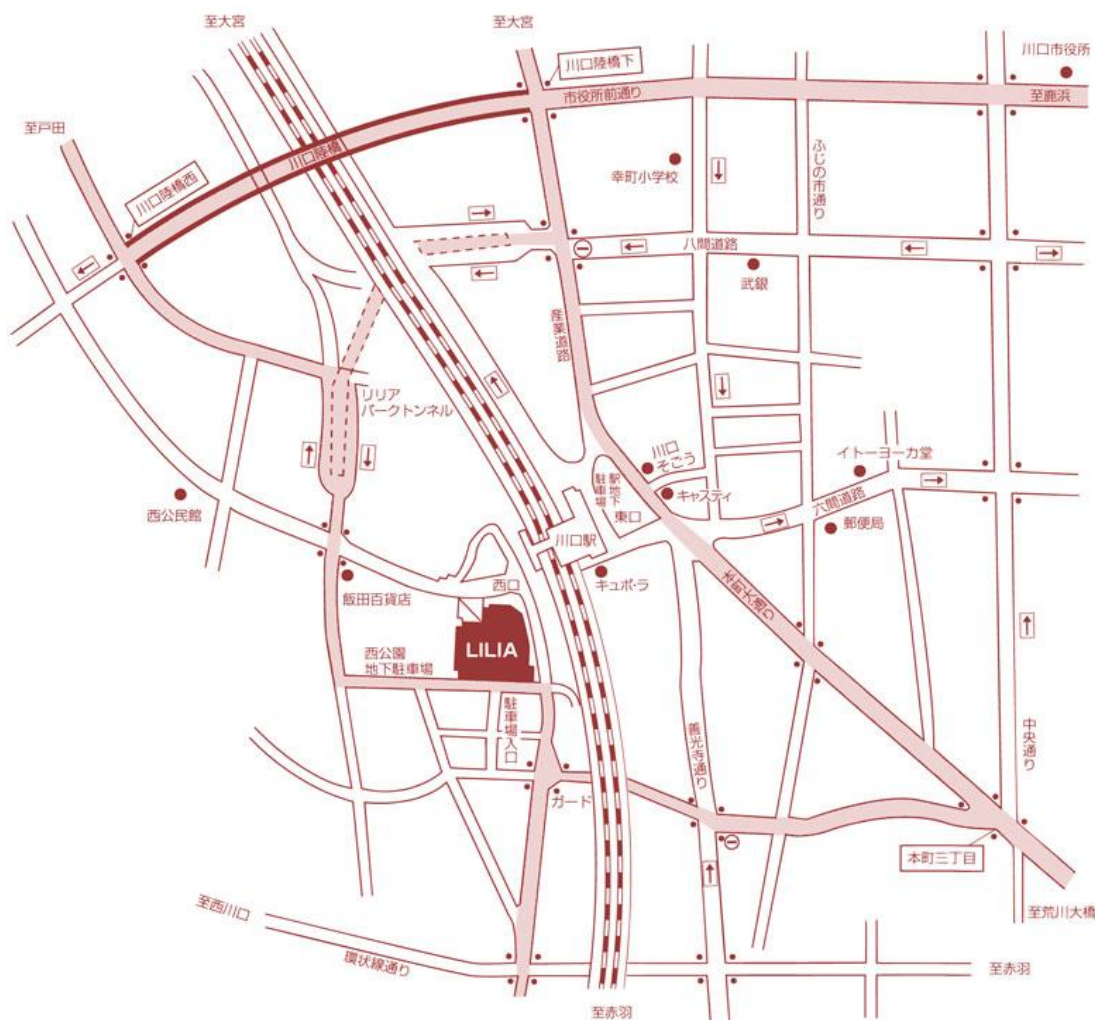 至大宮
至大宮
川口陸橋下
川口市役所
市役所前通り
至鹿浜
至戸田
川口陸橋
川口陸橋西
幸町小学校
ふじの市通り
八間道路
武銀
産業道路
リリア
パークトンネル
川口
そごう
イトーヨーカ堂
駅地下
駐車場
キャスティ
六間道路
西公民館
東口
郵便局
川口駅
飯田百貨店
西口
キュポ・ラ
本町大通り
LILIA
西公園
地下駐車場
駐車場入口
善光寺通り
中央通り
ガード
本町三丁目
至西川口
至荒川大橋
環状線通り
至赤羽
至赤羽